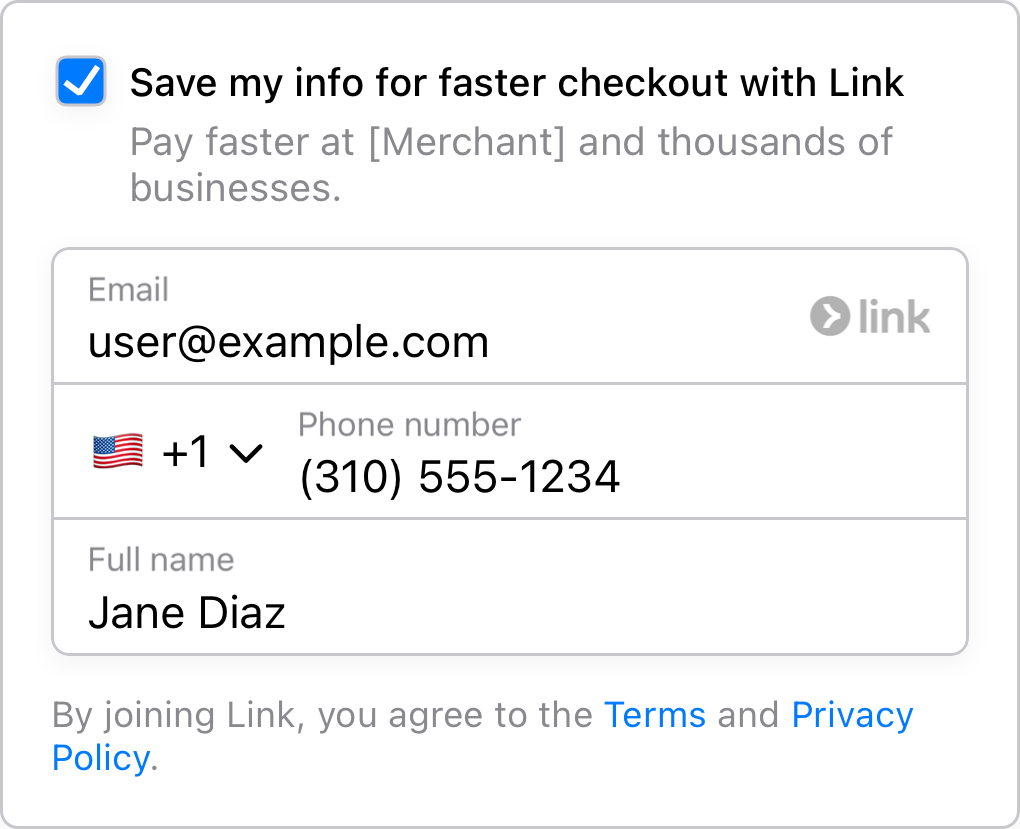 Save my info for faster checkout with Link
Pay faster at [Merchant] and thousands of
businesses.
Email
user@example.com
link
+1
Phone number
(310) 555-1234
Full name
Jane Diaz
By joining Link, you agree to the Terms and Privacy
Policy.